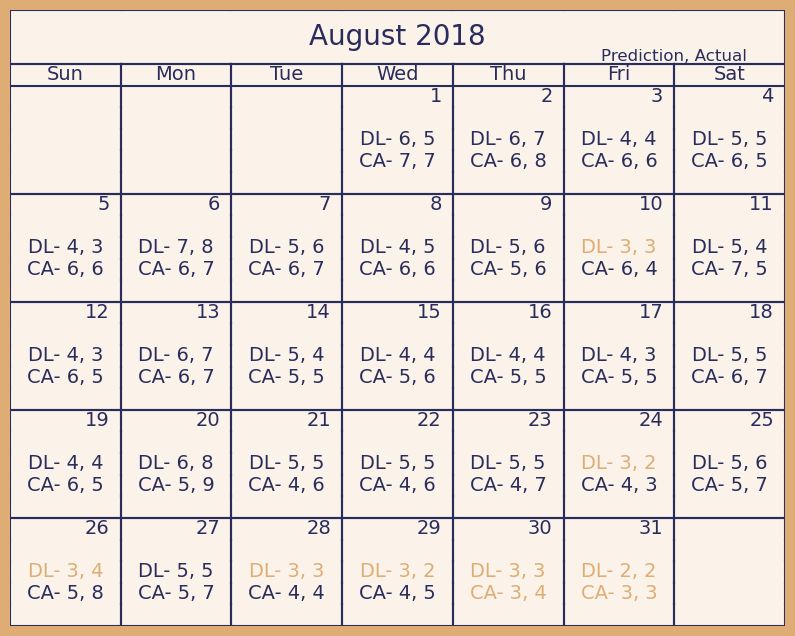 August 2018
Prediction, Actual
Sun Mon Tue Wed Thu Fri Sat
1 2 3 4
DL- 6, 5 DL- 6, 7 DL- 4, 4 DL- 5, 5
CA- 7, 7 CA- 6, 8 CA- 6, 6 CA- 6, 5
5 6 7 8 9 10 11
DL- 4, 3 DL- 7, 8 DL- 5, 6 DL- 4, 5 DL- 5, 6 DL- 3, 3 DL- 5, 4
CA- 6, 6 CA- 6, 7 CA- 6, 7 CA- 6, 6 CA- 5, 6 CA- 6, 4 CA- 7, 5
12 13 14 15 16 17 18
DL- 4, 3 DL- 6, 7 DL- 5, 4 DL- 4, 4 DL- 4, 4 DL- 4, 3 DL- 5, 5
CA- 6, 5 CA- 6, 7 CA- 5, 5 CA- 5, 6 CA- 5, 5 CA- 5, 5 CA- 6, 7
19 20 21 22 23 24 25
DL- 4, 4 DL- 6, 8 DL- 5, 5 DL- 5, 5 DL- 5, 5 DL- 3, 2 DL- 5, 6
CA- 6, 5 CA- 5, 9 CA- 4, 6 CA- 4, 6 CA- 4, 7 CA- 4, 3 CA- 5, 7
26 27 28 29 30 31
DL- 3, 4 DL- 5, 5 DL- 3, 3 DL- 3, 2 DL- 3, 3 DL- 2, 2
CA- 5, 8 CA- 5, 7 CA- 4, 4 CA- 4, 5 CA- 3, 4 CA- 3, 3